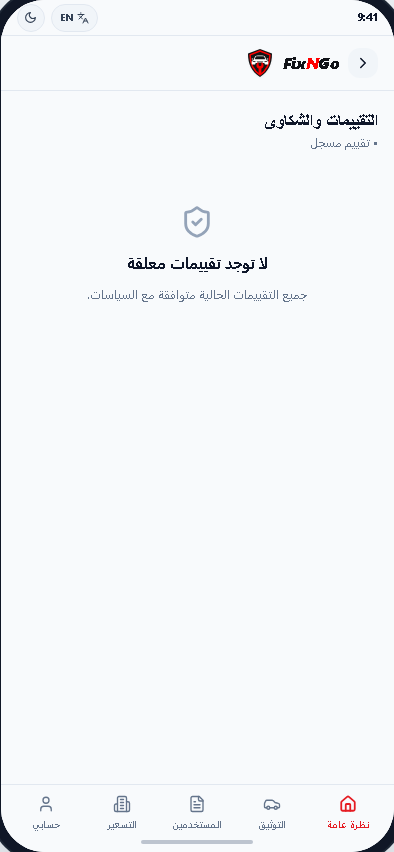 9:41
EN
FixNGo
التقييمات والشكاوى
٠ تقييم مسجل
لا توجد تقييمات معلقة
جميع التقييمات الحالية متوافقة مع السياسات.
نظرة عامة
التوثيق
المستخدمين
التسعير
حسابي